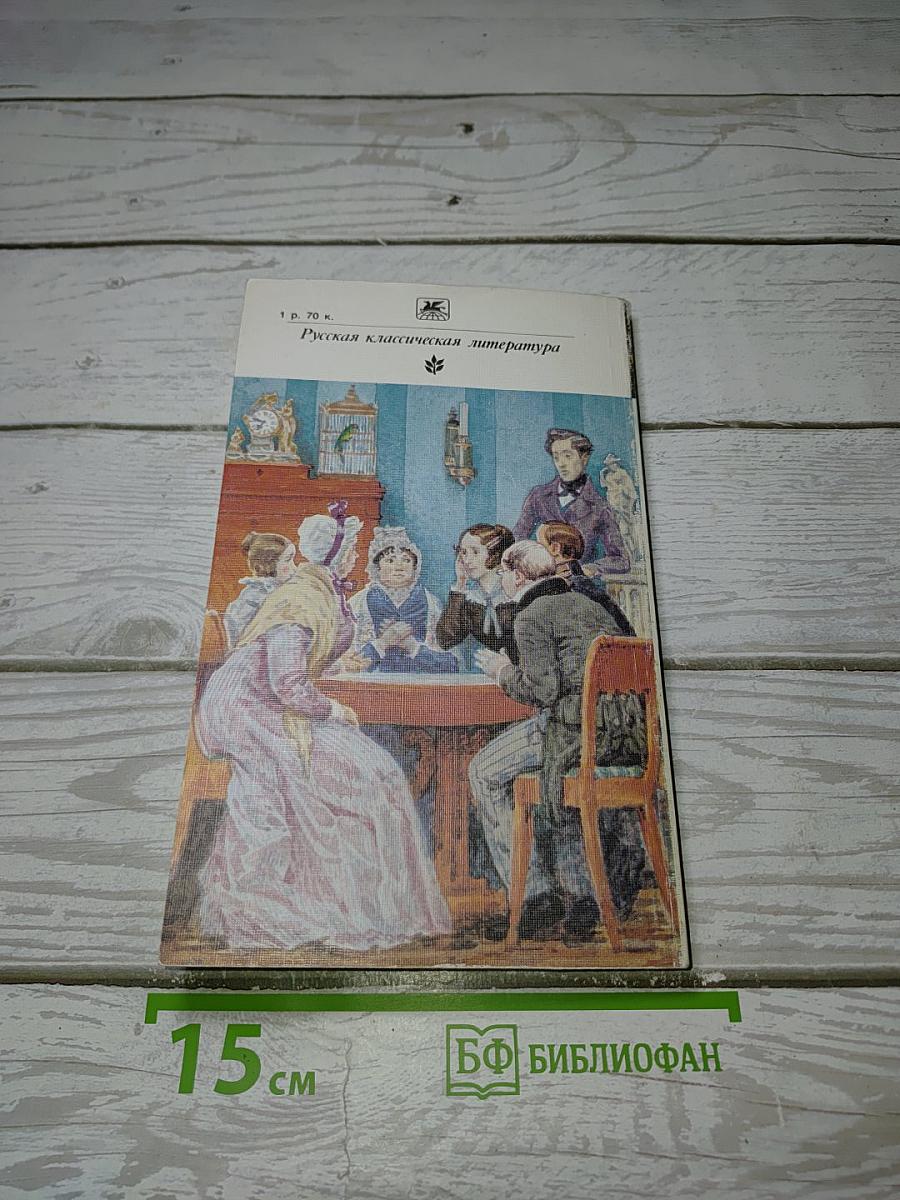 1 р. 70 к.
Русская классическая литература
15 см
БФ БИБЛИОФАН